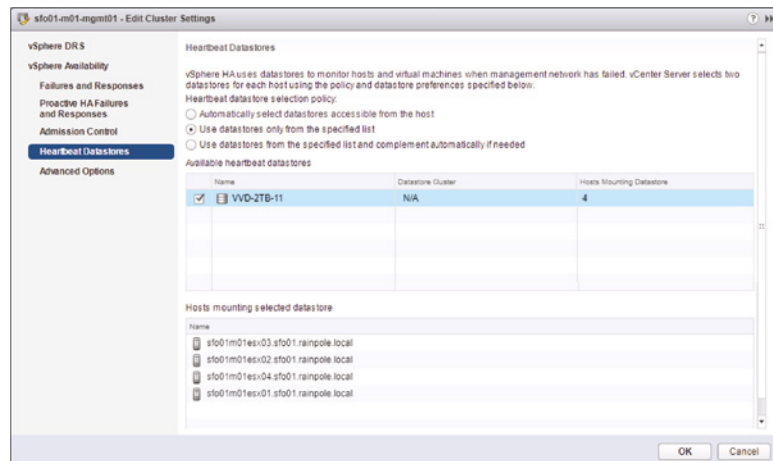 sfo01-m01-mgmt01 - Edit Cluster Settings
vSphere DRS
vSphere Availability
Failures and Responses
Proactive HA Failures
and Responses
Admission Control
Heartbeat Datastores
Advanced Options
Heartbeat Datastores
vSphere HA uses datastores to monitor hosts and virtual machines when management network has failed. vCenter Server selects two
datastores for each host using the policy and datastore preferences specified below.
Heartbeat datastore selection policy:
Automatically select datastores accessible from the host
Use datastores only from the specified list
Use datastores from the specified list and complement automatically if needed
Available heartbeat datastores
Name Datastore Cluster Hosts Mounting Datastore
VVD-2TB-11 N/A 4
Hosts mounting selected datastore
Name
sfo01m01esx03.sfo01.rainpole.local
sfo01m01esx02.sfo01.rainpole.local
sfo01m01esx04.sfo01.rainpole.local
sfo01m01esx01.sfo01.rainpole.local
OK Cancel